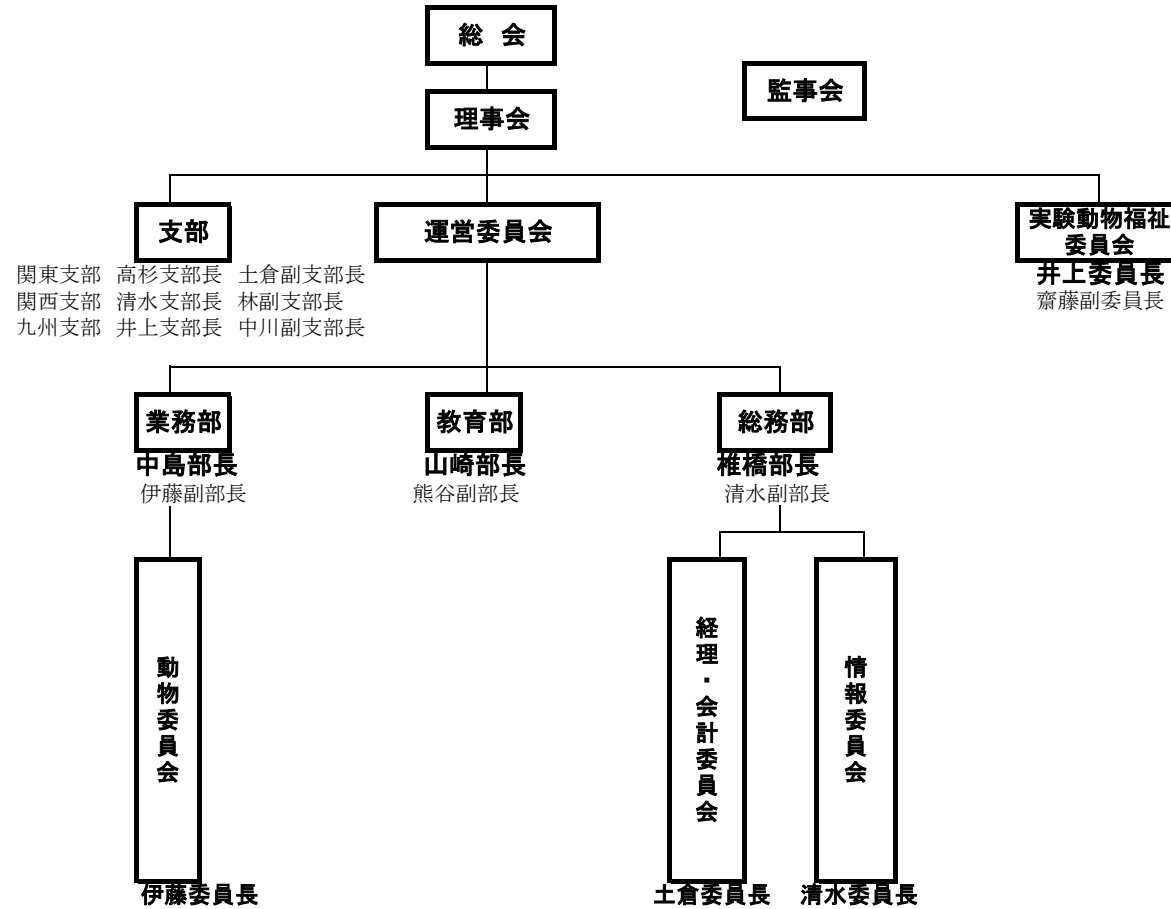 総 会
監事会
理事会
支部
運営委員会
実験動物福祉
委員会
関東支部 高杉支部長 土倉副支部長
関西支部 清水支部長 林副支部長
九州支部 井上支部長 中川副支部長
井上委員長
齋藤副委員長
業務部
教育部
総務部
中島部長
山崎部長
椎橋部長
伊藤副部長
熊谷副部長
清水副部長
動物委員会
経理・会計委員会
情報委員会
伊藤委員長
土倉委員長
清水委員長